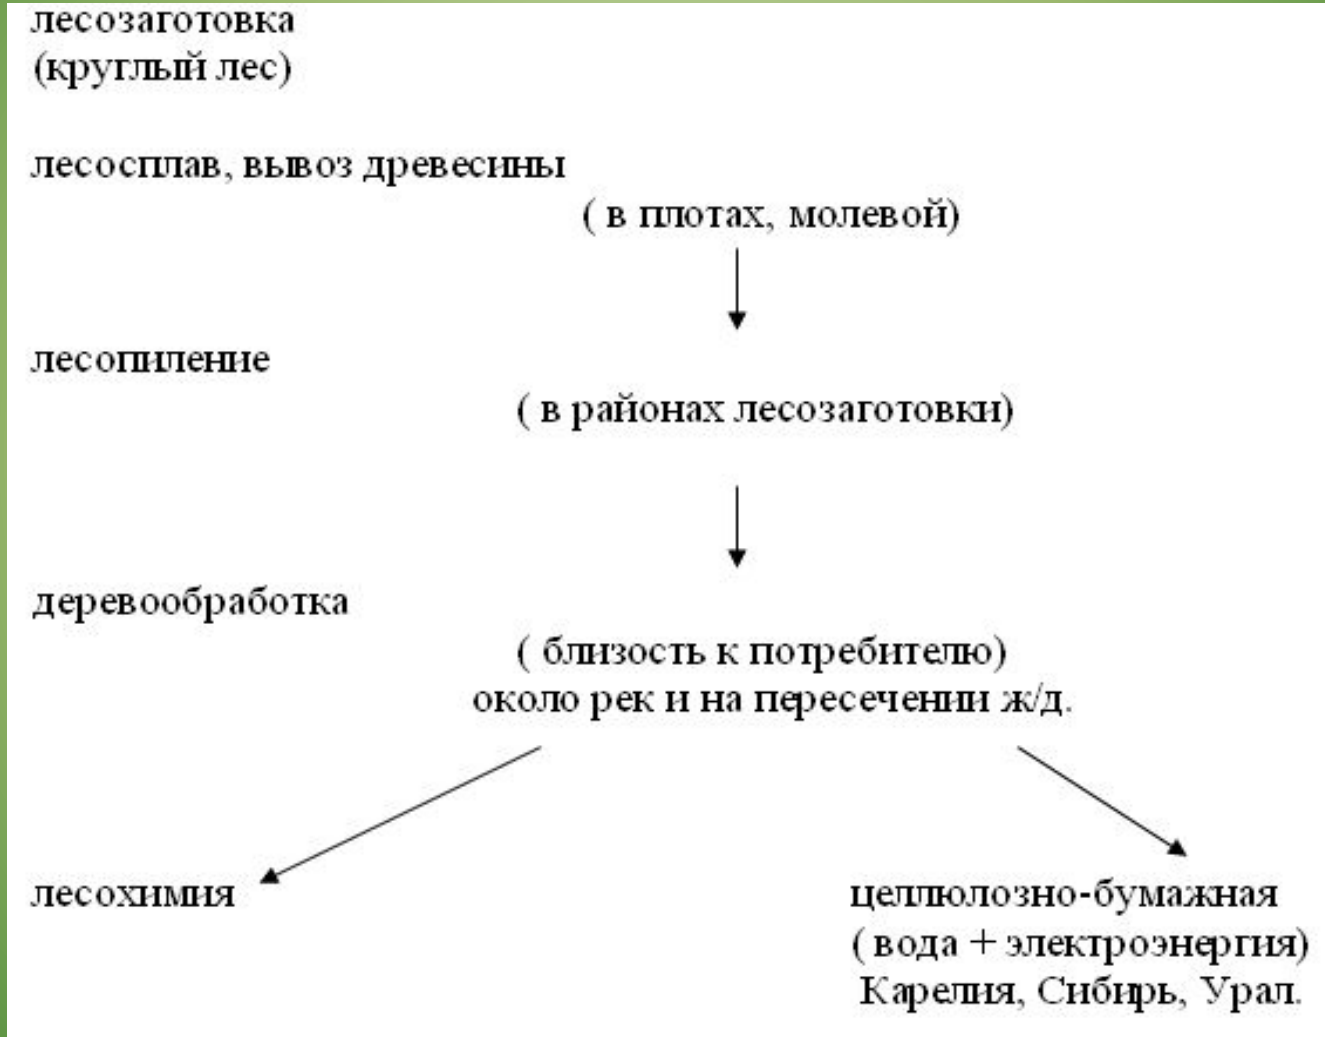 лесозаготовка
(круглый лес)
лесосплав, вывоз древесины
( в плотах, молевой)
лесопиление
( в районах лесозаготовки)
деревообработка
( близость к потребителю)
около рек и на пересечении ж/д.
лесохимия
целлюлозно-бумажная
( вода + электроэнергия)
Карелия, Сибирь, Урал.